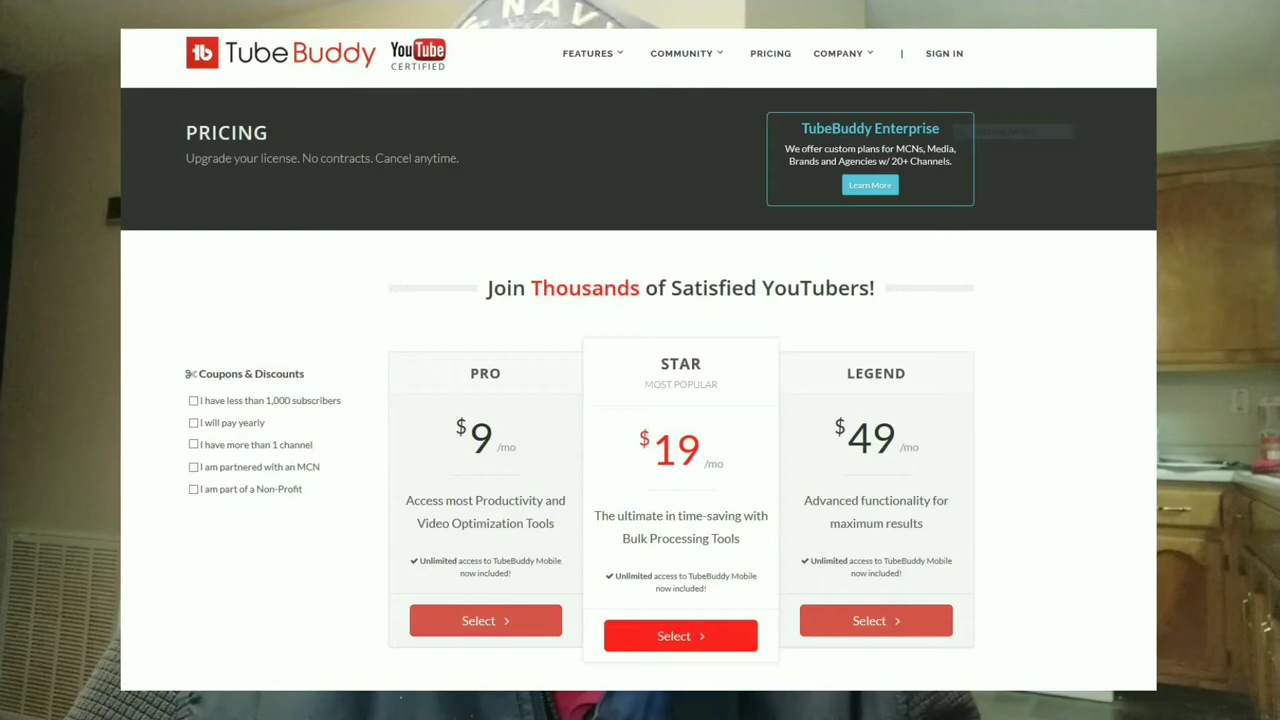 NAVY
TubeBuddy
YouTube
CERTIFIED
FEATURES
COMMUNITY
PRICING
COMPANY
|
SIGN IN
PRICING
Upgrade your license. No contracts. Cancel anytime.
TubeBuddy Enterprise
We offer custom plans for MCNs, Media,
Brands and Agencies w/ 20+ Channels.
Learn More
Join Thousands of Satisfied YouTubers!
Coupons & Discounts
I have less than 1,000 subscribers
I will pay yearly
I have more than 1 channel
I am partnered with an MCN
I am part of a Non-Profit
PRO
$9 /mo
Access most Productivity and
Video Optimization Tools
Unlimited access to TubeBuddy Mobile
now included!
Select
STAR
MOST POPULAR
$19 /mo
The ultimate in time-saving with
Bulk Processing Tools
Unlimited access to TubeBuddy Mobile
now included!
Select
LEGEND
$49 /mo
Advanced functionality for
maximum results
Unlimited access to TubeBuddy Mobile
now included!
Select